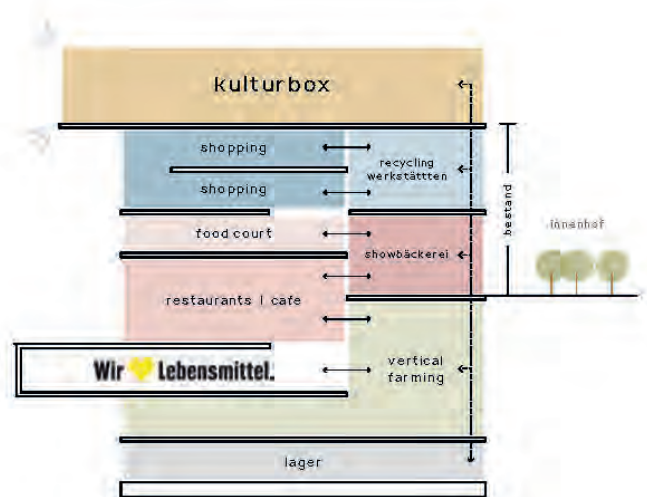 kulturbox
shopping
recycling
werkstättten
shopping
bestand
innenhof
food court
showbäckerei
restaurants | cafe
Wir Lebensmittel.
vertical
farming
lager